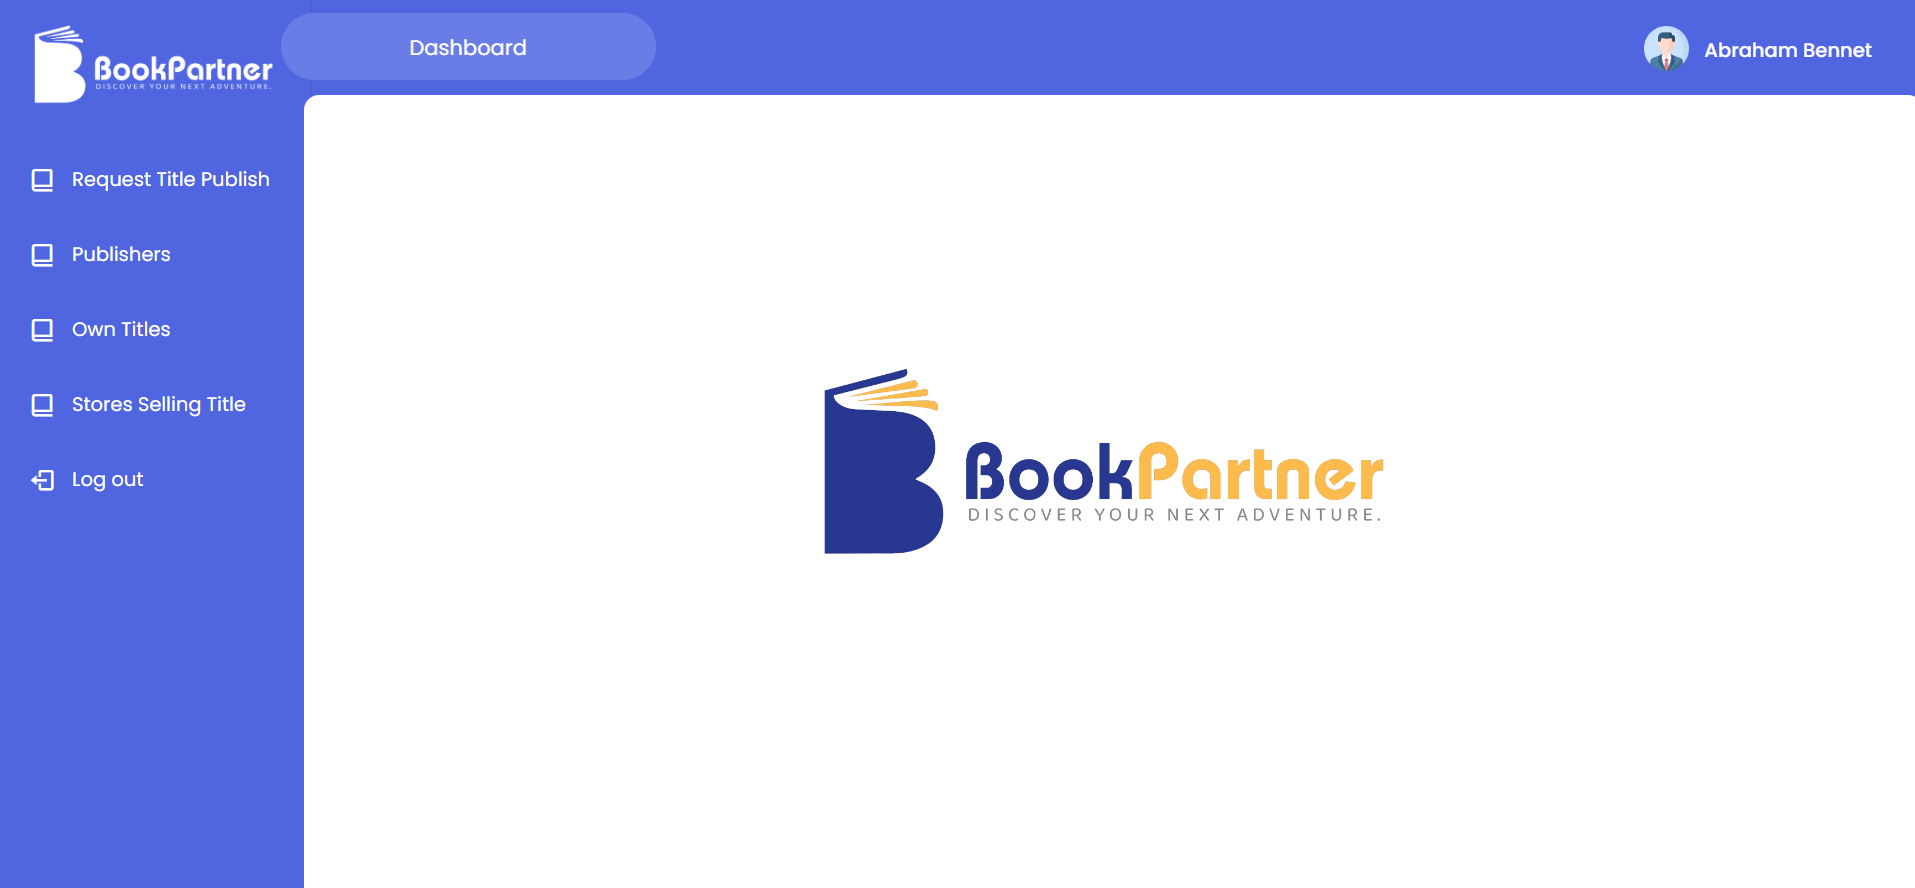 BookPartner
DISCOVER YOUR NEXT ADVENTURE.
Dashboard
Abraham Bennet
Request Title Publish
Publishers
Own Titles
Stores Selling Title
Log out
BookPartner
DISCOVER YOUR NEXT ADVENTURE.